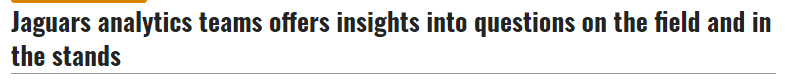 Jaguars analytics teams offers insights into questions on the field and in
the stands